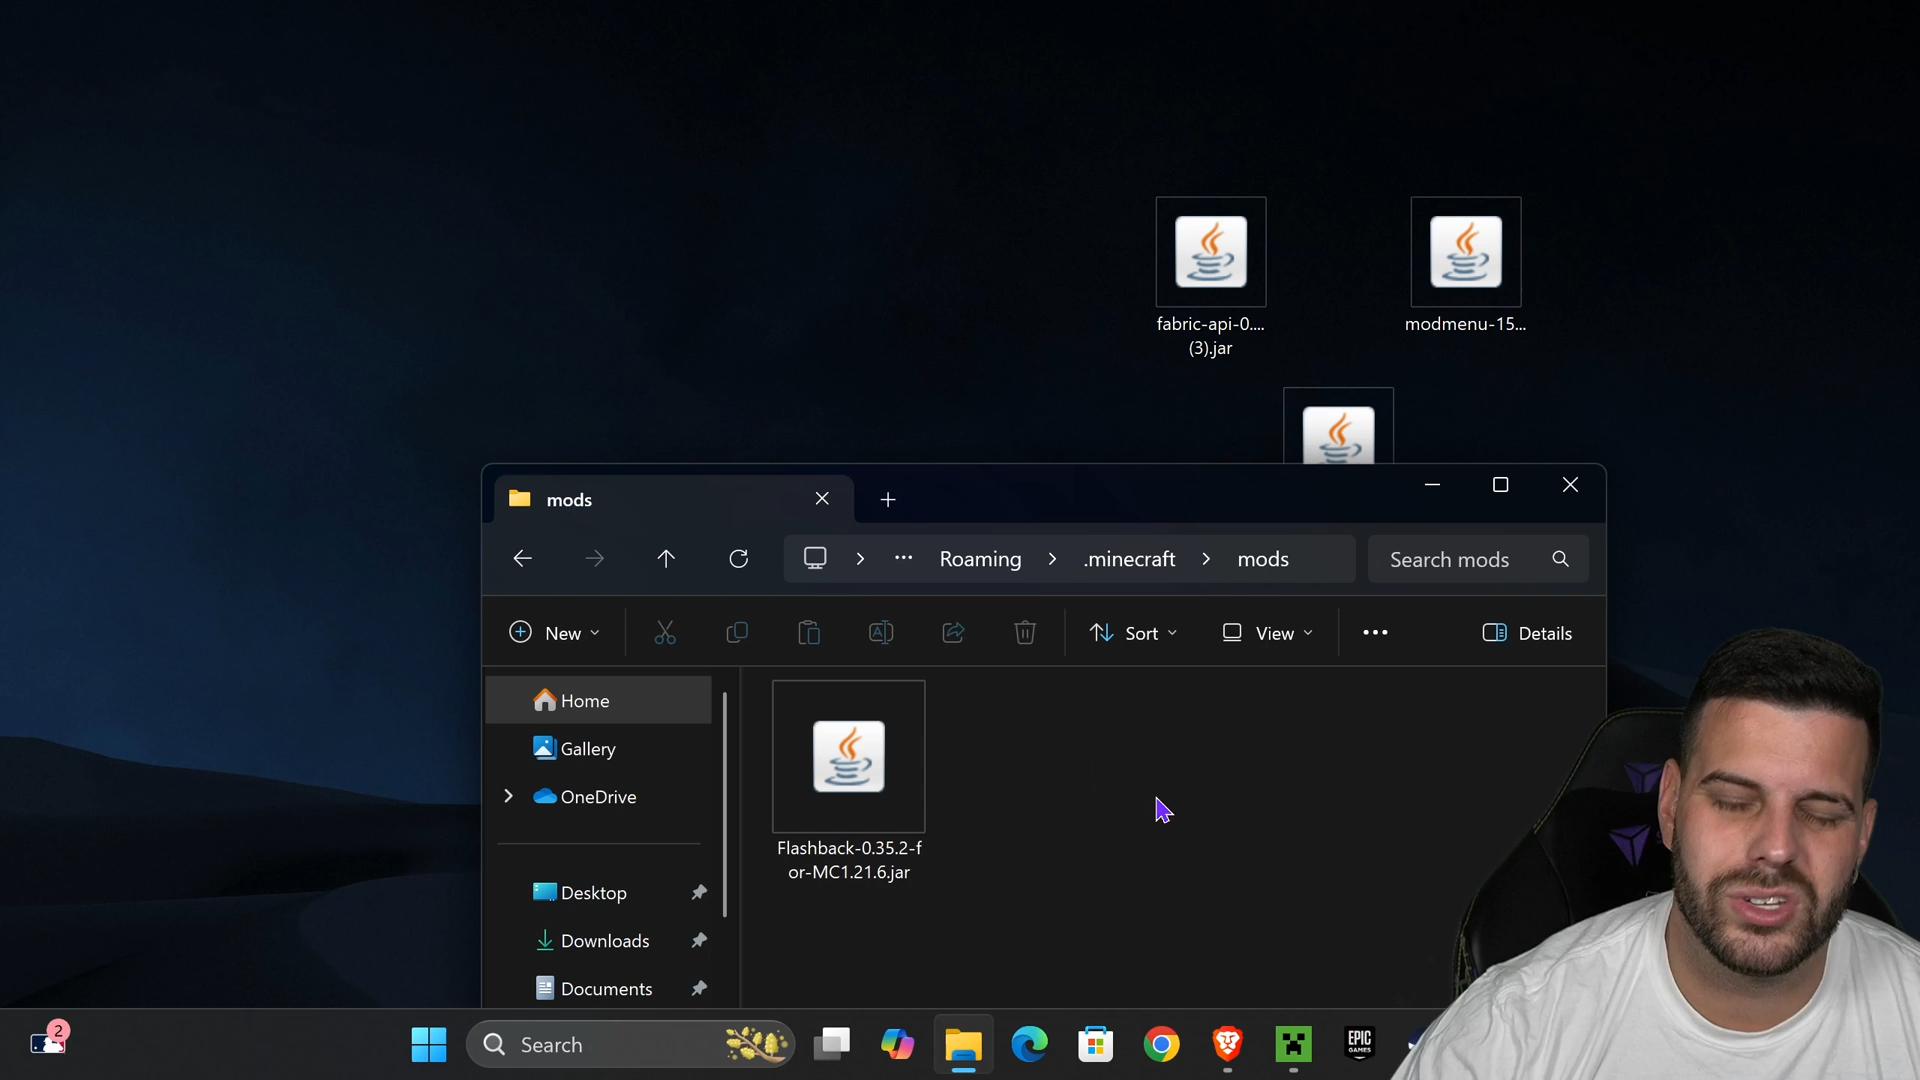 fabric-api-0....
(3).jar
modmenu-15...
mods
Roaming
.minecraft
mods
Search mods
New
Sort
View
Details
Home
Gallery
OneDrive
Desktop
Downloads
Documents
Flashback-0.35.2-f
or-MC1.21.6.jar
2
Search
EPIC
GAMES